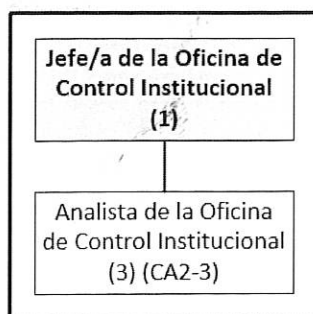 Jefe/a de la Oficina de
Control Institucional
(1)
Analista de la Oficina
de Control Institucional
(3) (CA2-3)